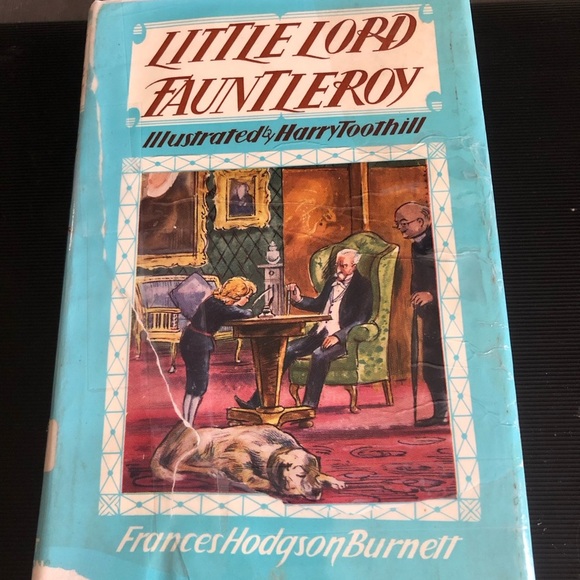 LITTLE LORD
FAUNTLEROY
Illustrated by Harry Toothill
Frances Hodgson Burnett